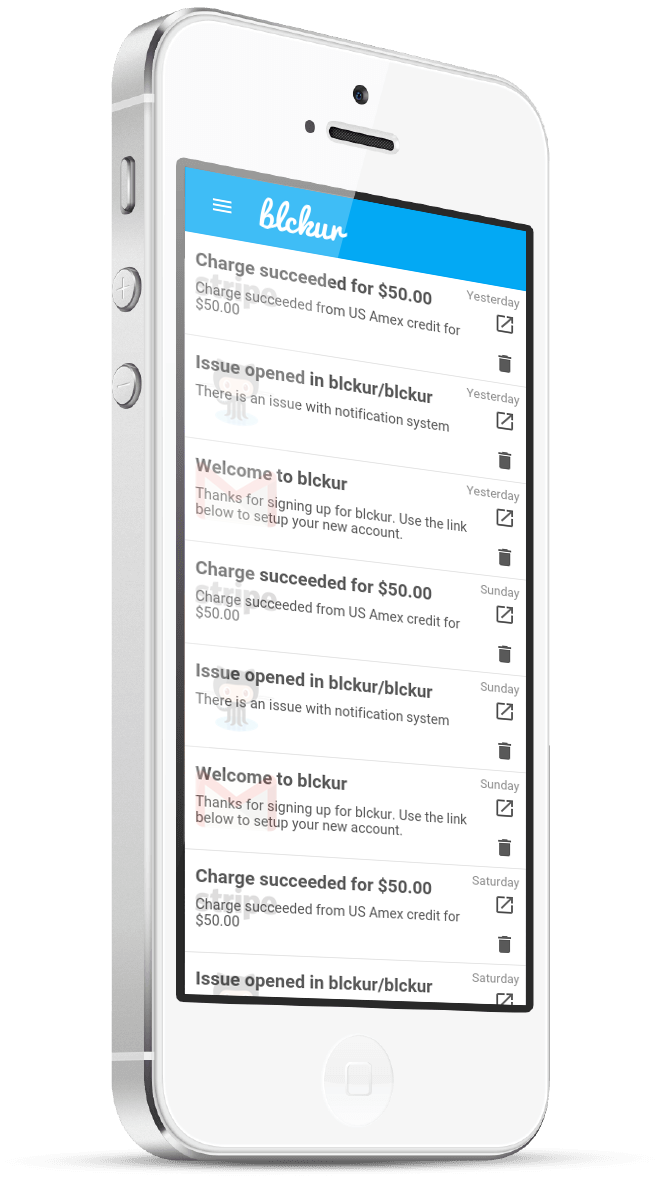 blckur
Charge succeeded for $50.00
Yesterday
stripe
Charge succeeded from US Amex credit for
$50.00
Issue opened in blckur/blckur
Yesterday
There is an issue with notification system
Welcome to blckur
Yesterday
Thanks for signing up for blckur. Use the link
below to setup your new account.
Charge succeeded for $50.00
Sunday
stripe
Charge succeeded from US Amex credit for
$50.00
Issue opened in blckur/blckur
Sunday
There is an issue with notification system
Welcome to blckur
Sunday
Thanks for signing up for blckur. Use the link
below to setup your new account.
Charge succeeded for $50.00
Saturday
stripe
Charge succeeded from US Amex credit for
$50.00
Issue opened in blckur/blckur
Saturday